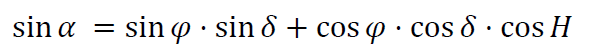 sin α = sin φ · sin δ + cos φ · cos δ · cos H